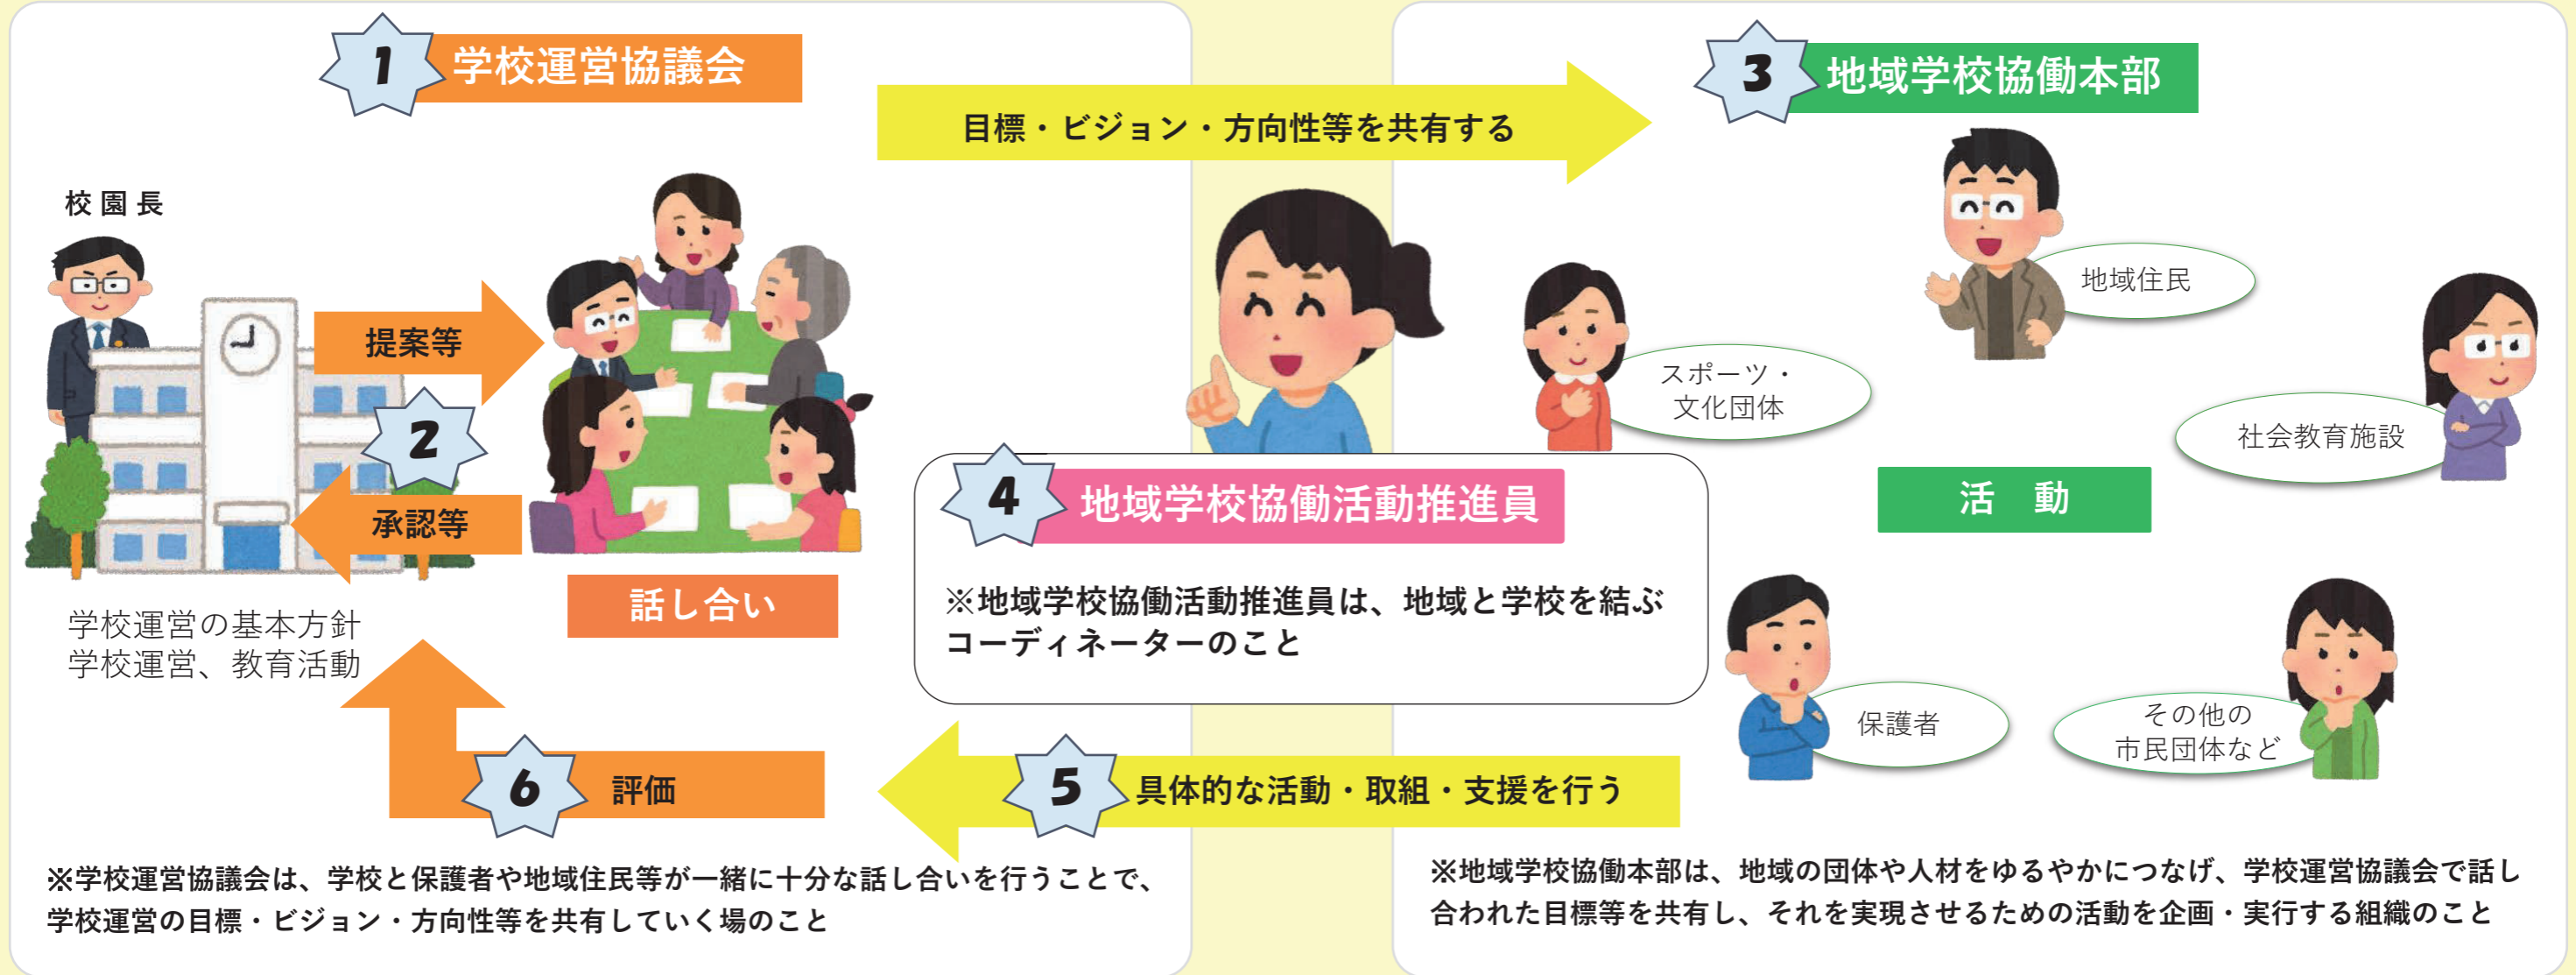 1 学校運営協議会
校園長
提案等
2
承認等
話し合い
学校運営の基本方針
学校運営、教育活動
目標・ビジョン・方向性等を共有する
3 地域学校協働本部
地域住民
スポーツ・
文化団体
社会教育施設
活 動
保護者
その他の
市民団体など
4 地域学校協働活動推進員
※地域学校協働活動推進員は、地域と学校を結ぶ
コーディネーターのこと
5 具体的な活動・取組・支援を行う
6 評価
※学校運営協議会は、学校と保護者や地域住民等が一緒に十分な話し合いを行うことで、
学校運営の目標・ビジョン・方向性等を共有していく場のこと
※地域学校協働本部は、地域の団体や人材をゆるやかにつなげ、学校運営協議会で話し
合われた目標等を共有し、それを実現させるための活動を企画・実行する組織のこと